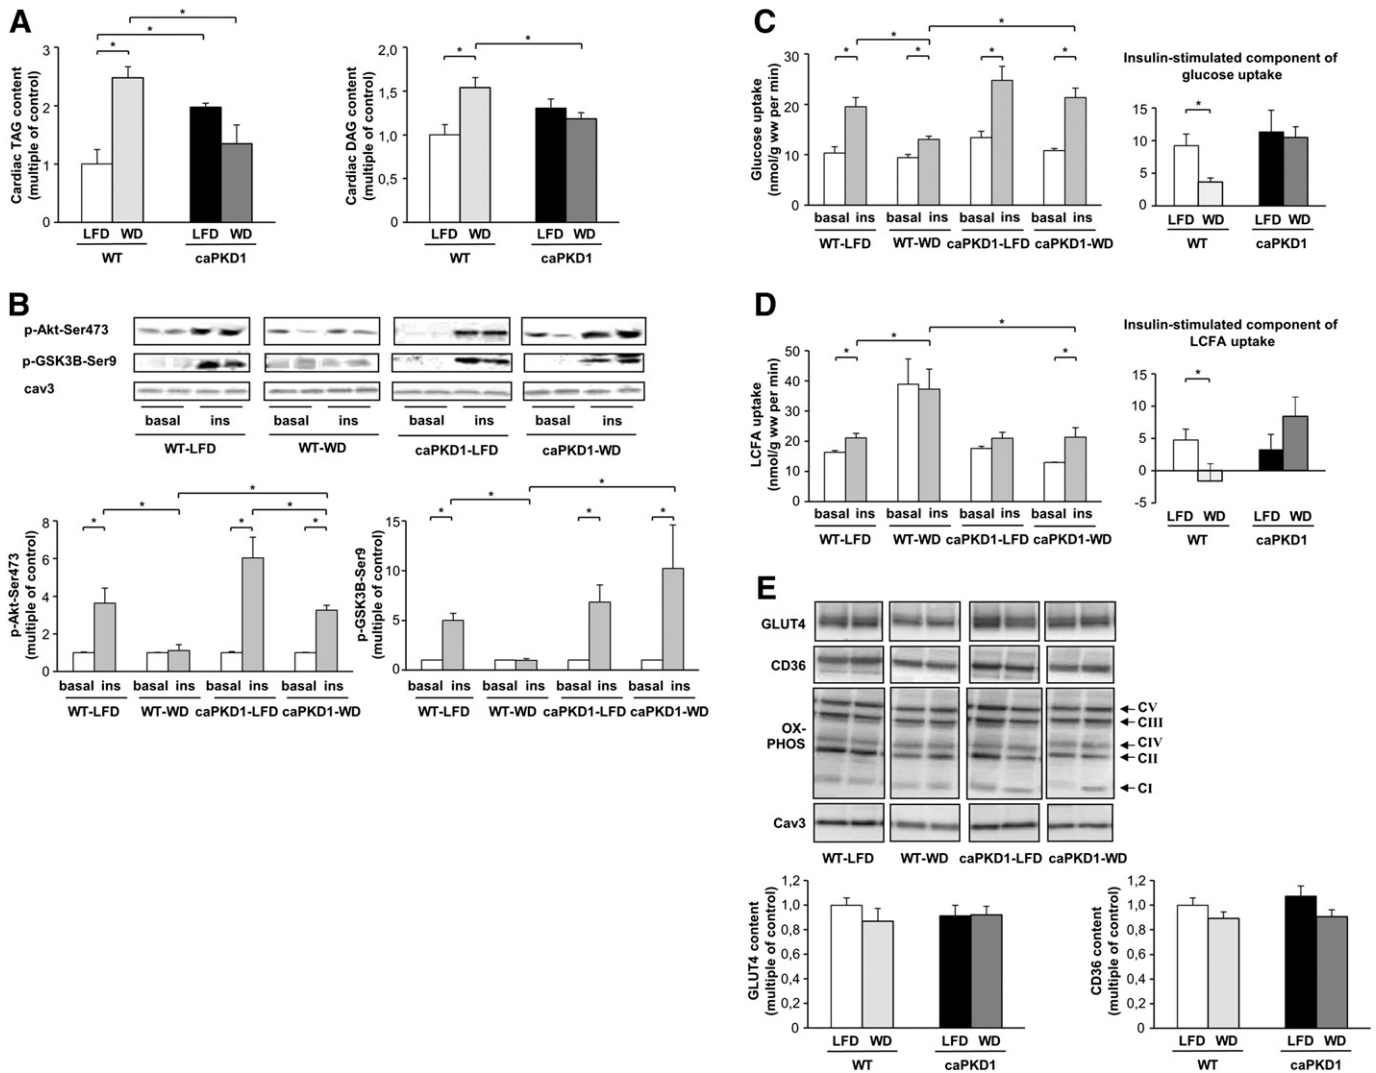 A
*
*
*
Cardiac TAG content
(multiple of control)
3
2
1
0
LFD WD LFD WD
WT caPKD1
*
*
Cardiac DAG content
(multiple of control)
2,0
1,5
1,0
0,5
0
LFD WD LFD WD
WT caPKD1
B
p-Akt-Ser473
p-GSK3B-Ser9
cav3
basal ins basal ins basal ins basal ins
WT-LFD WT-WD caPKD1-LFD caPKD1-WD
*
* *
* * *
p-Akt-Ser473
(multiple of control)
8
6
4
2
0
basal ins basal ins basal ins basal ins
WT-LFD WT-WD caPKD1-LFD caPKD1-WD
*
*
* * *
p-GSK3B-Ser9
(multiple of control)
15
10
5
0
basal ins basal ins basal ins basal ins
WT-LFD WT-WD caPKD1-LFD caPKD1-WD
C
*
*
* * * *
Glucose uptake
(nmol/g ww per min)
30
20
10
0
basal ins basal ins basal ins basal ins
WT-LFD WT-WD caPKD1-LFD caPKD1-WD
Insulin-stimulated component of
glucose uptake
*
15
10
5
0
LFD WD LFD WD
WT caPKD1
D
*
*
* *
LCFA uptake
(nmol/g ww per min)
50
40
30
20
10
0
basal ins basal ins basal ins basal ins
WT-LFD WT-WD caPKD1-LFD caPKD1-WD
Insulin-stimulated component of
LCFA uptake
*
15
10
5
0
-5
LFD WD LFD WD
WT caPKD1
E
GLUT4
CD36
OX-
PHOS
CV
CIII
CIV
CII
CI
Cav3
WT-LFD WT-WD caPKD1-LFD caPKD1-WD
GLUT4 content
(multiple of control)
1,2
1,0
0,8
0,6
0,4
0,2
0
LFD WD LFD WD
WT caPKD1
CD36 content
(multiple of control)
1,2
1,0
0,8
0,6
0,4
0,2
0
LFD WD LFD WD
WT caPKD1